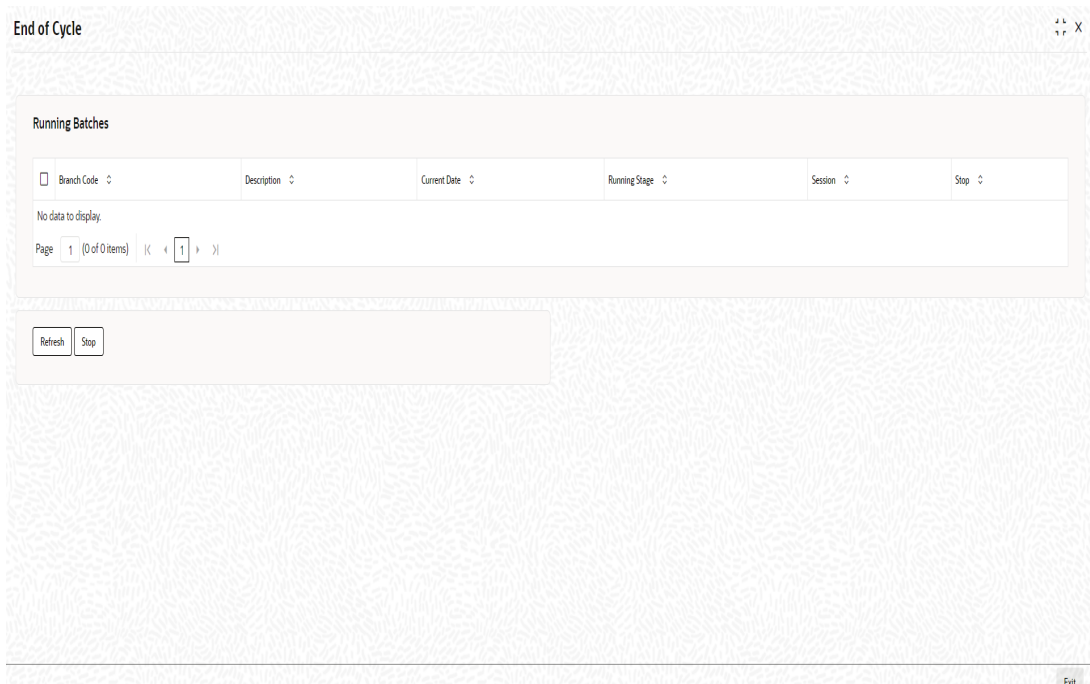 End of Cycle X
Running Batches
Branch Code Description Current Date Running Stage Session Stop
No data to display.
Page 1 (0 of 0 items) 1
Refresh Stop
Exit